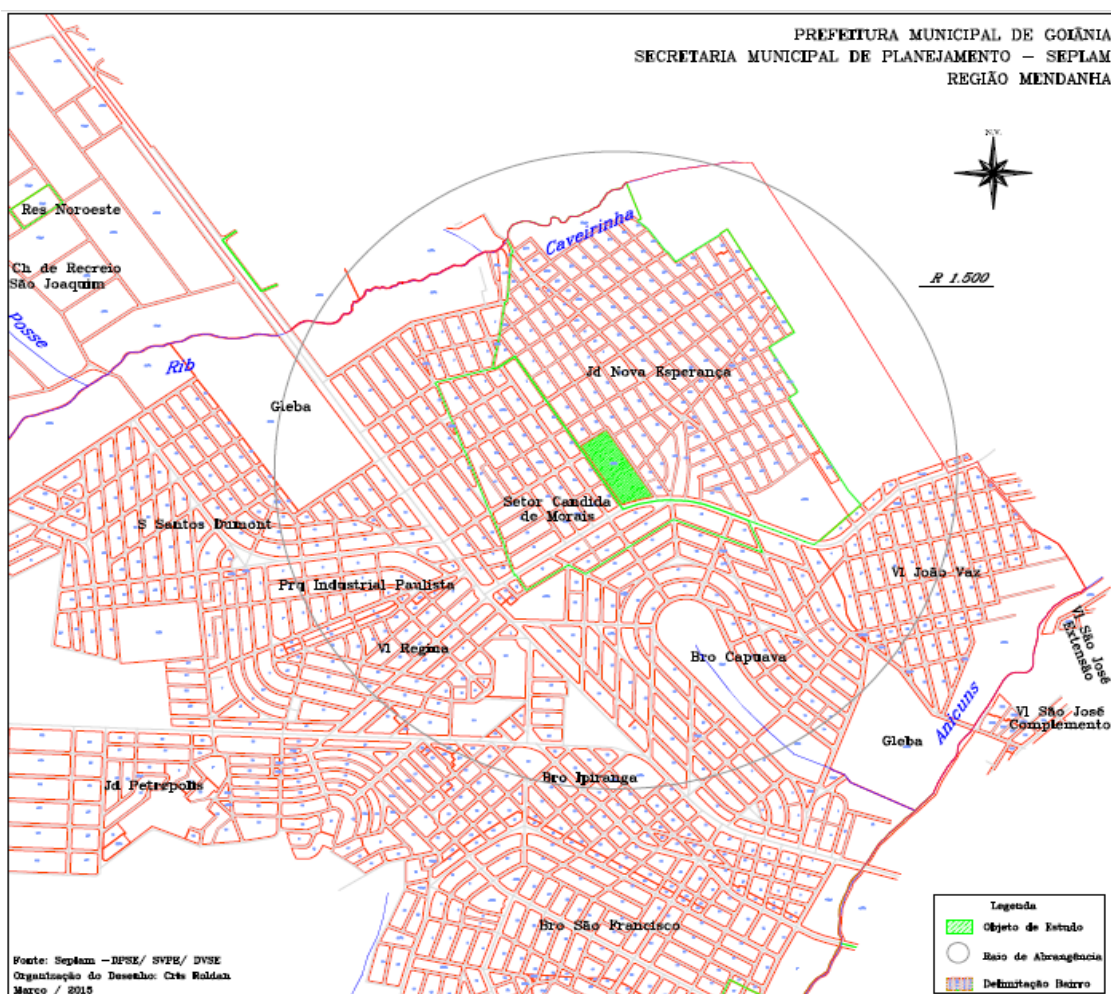 PREFEITURA MUNICIPAL DE GOIÂNIA
SECRETARIA MUNICIPAL DE PLANEJAMENTO – SEPLAM
REGIÃO MENDANHA
N.V.
R 1.500
Res Noroeste
Ch de Recreio
São Joaquim
Posse
Rib
Caveirinha
Gleba
Jd Nova Esperança
Setor Candida
de Morais
S Santos Dumont
Prq Industrial Paulista
Vl Regina
Vl João Vaz
Bro Capuava
Vl São José
Extensão
Vl São José
Complemento
Anicuns
Gleba
Bro Ipiranga
Jd Petropolis
Bro São Francisco
Legenda
Objeto de Estudo
Raio de Abrangência
Delimitação Bairro
Fonte: Seplam –DPSE/ SVPE/ DVSE
Organização do Desenho: Cris Roldan
Março / 2015